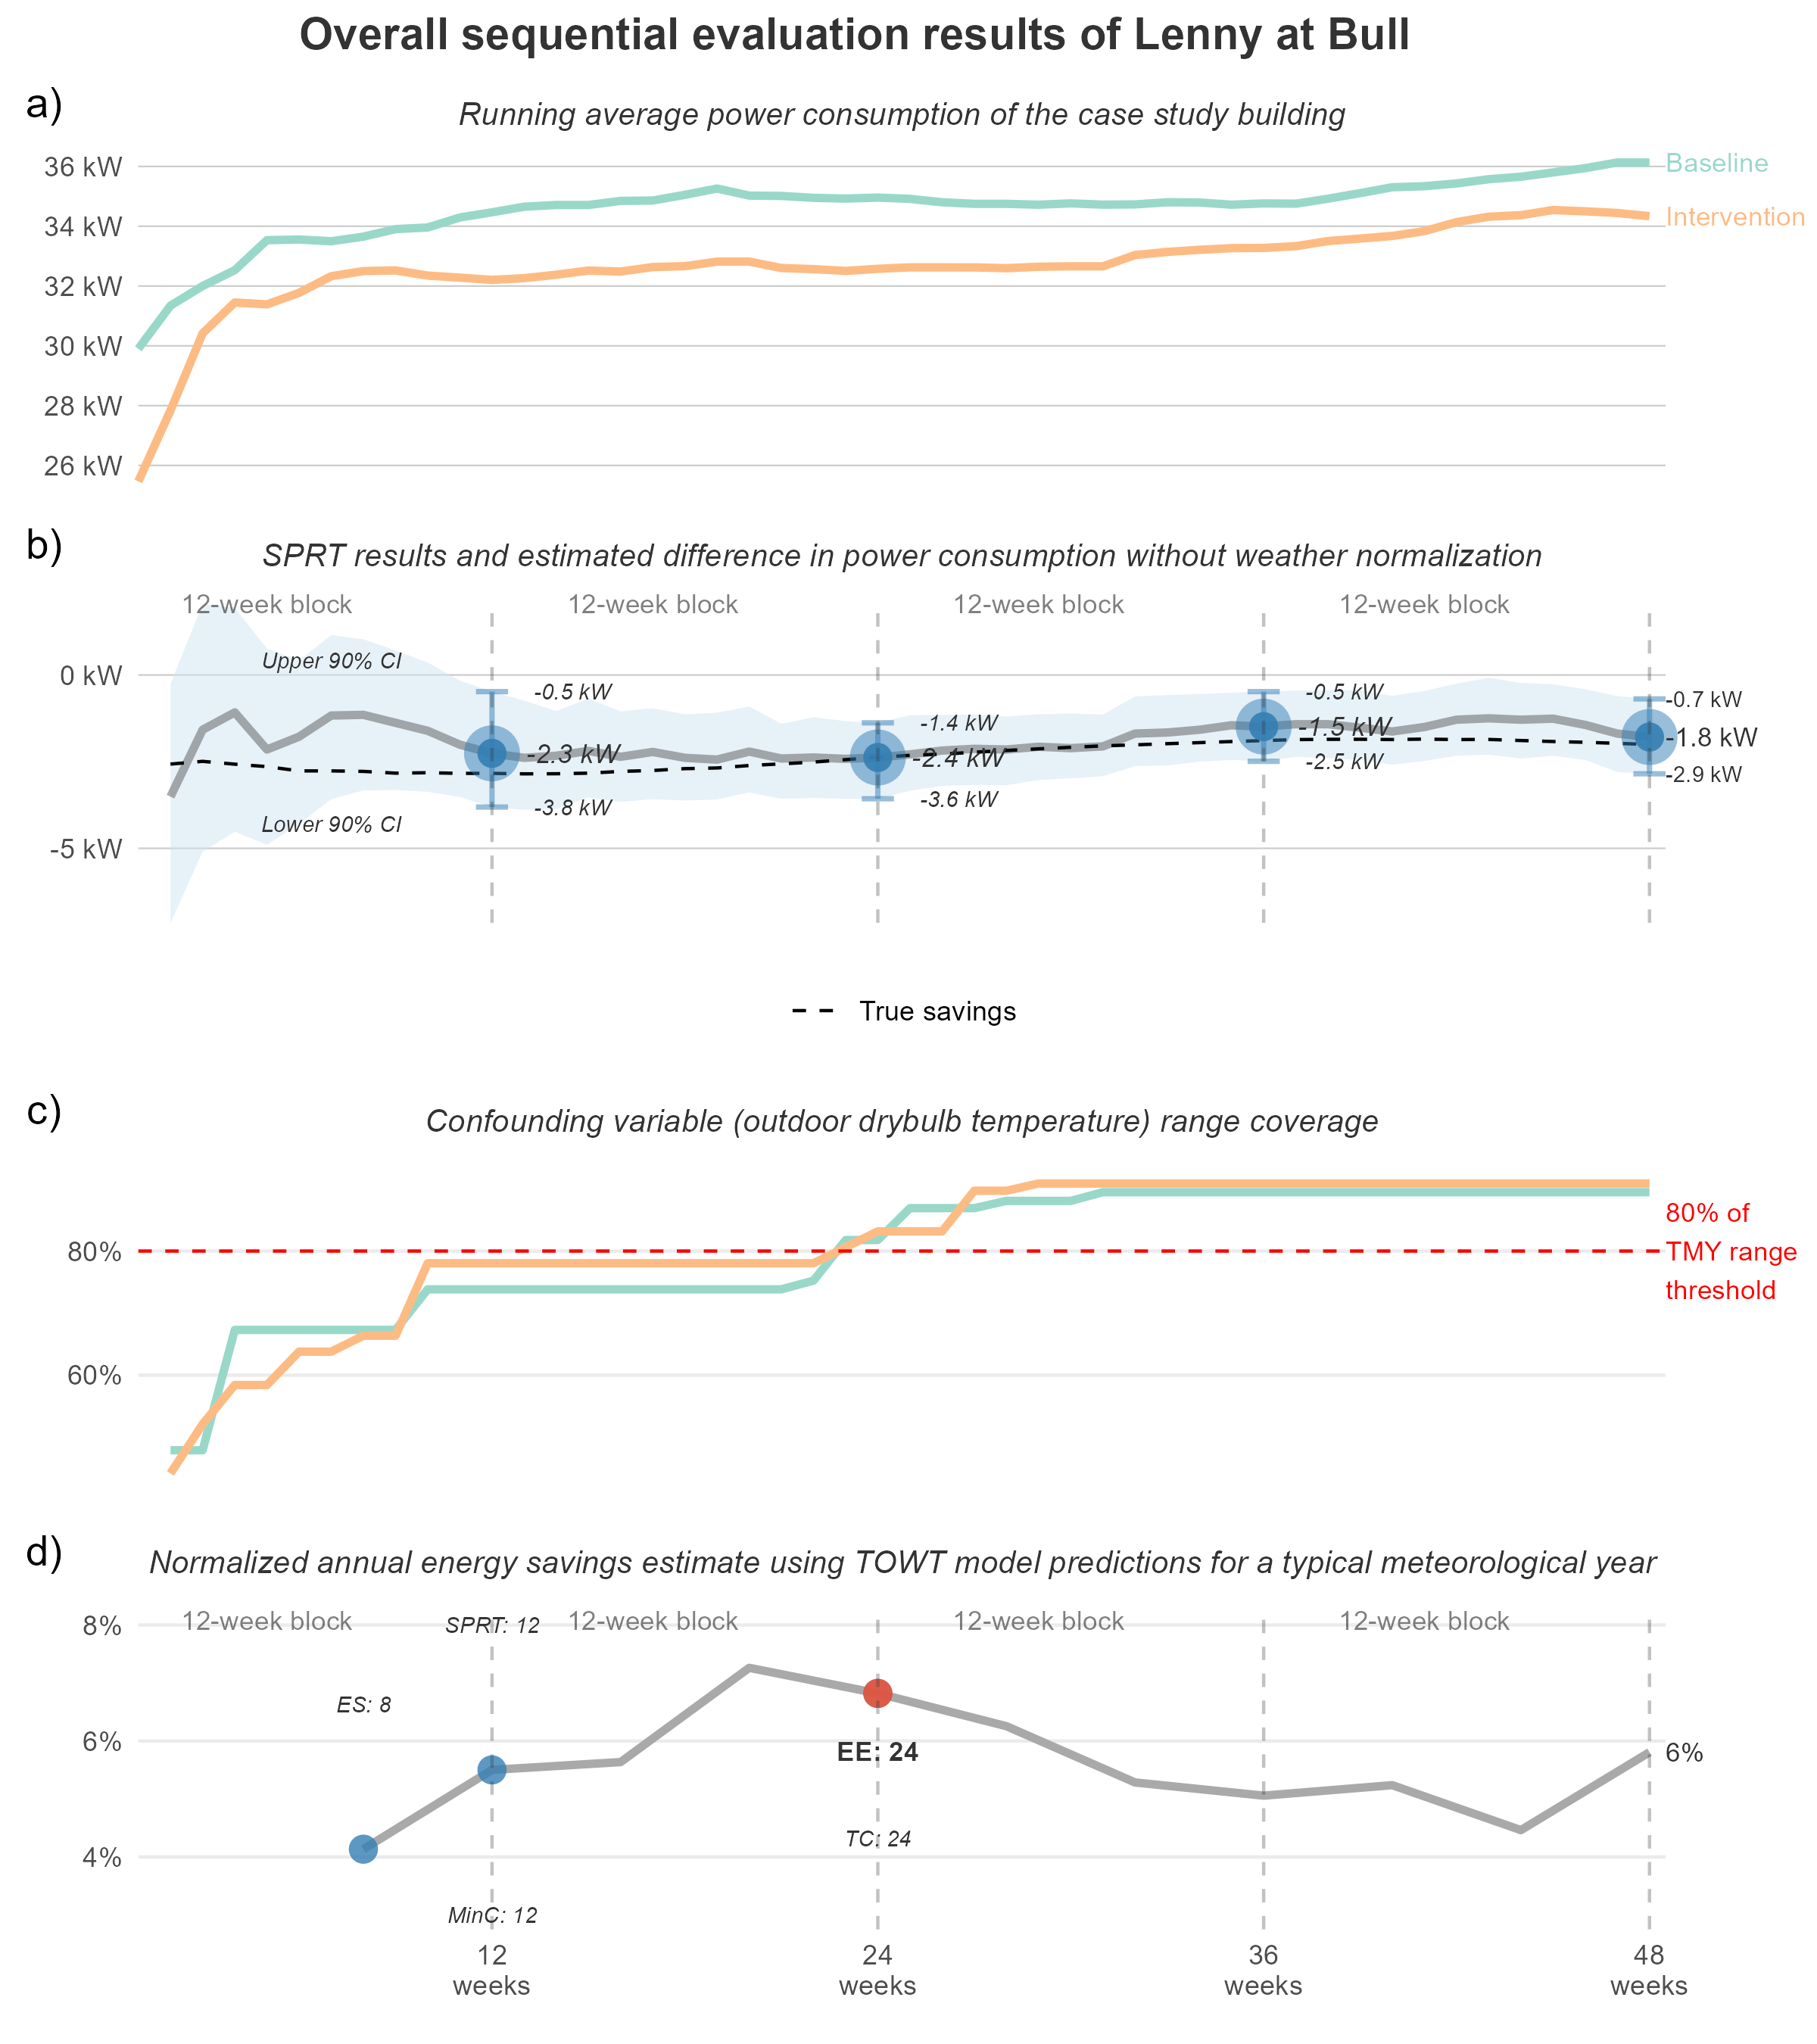 Overall sequential evaluation results of Lenny at Bull
a)
Running average power consumption of the case study building
36 kW
34 kW
32 kW
30 kW
28 kW
26 kW
Baseline
Intervention
b)
SPRT results and estimated difference in power consumption without weather normalization
12-week block
12-week block
12-week block
12-week block
0 kW
-5 kW
Upper 90% CI
Lower 90% CI
-0.5 kW
-2.3 kW
-3.8 kW
-1.4 kW
-2.4 kW
-3.6 kW
-0.5 kW
-1.5 kW
-2.5 kW
-0.7 kW
-1.8 kW
-2.9 kW
True savings
c)
Confounding variable (outdoor drybulb temperature) range coverage
80%
60%
80% of
TMY range
threshold
d)
Normalized annual energy savings estimate using TOWT model predictions for a typical meteorological year
12-week block
12-week block
12-week block
12-week block
8%
6%
4%
SPRT: 12
ES: 8
EE: 24
TC: 24
MinC: 12
6%
12
weeks
24
weeks
36
weeks
48
weeks